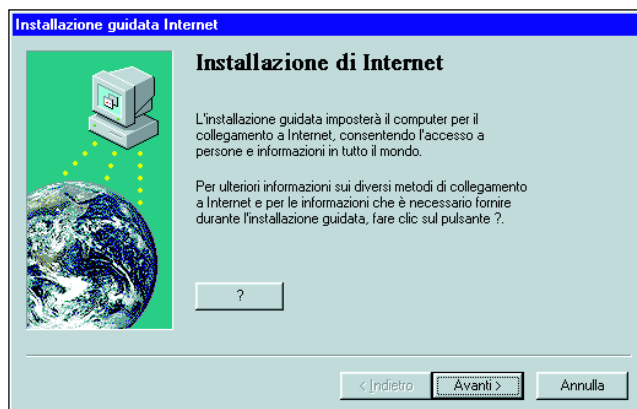 Installazione guidata Internet
Installazione di Internet
L'installazione guidata imposterà il computer per il
collegamento a Internet, consentendo l'accesso a
persone e informazioni in tutto il mondo.
Per ulteriori informazioni sui diversi metodi di collegamento
a Internet e per le informazioni che è necessario fornire
durante l'installazione guidata, fare clic sul pulsante ?.
?
< Indietro Avanti > Annulla